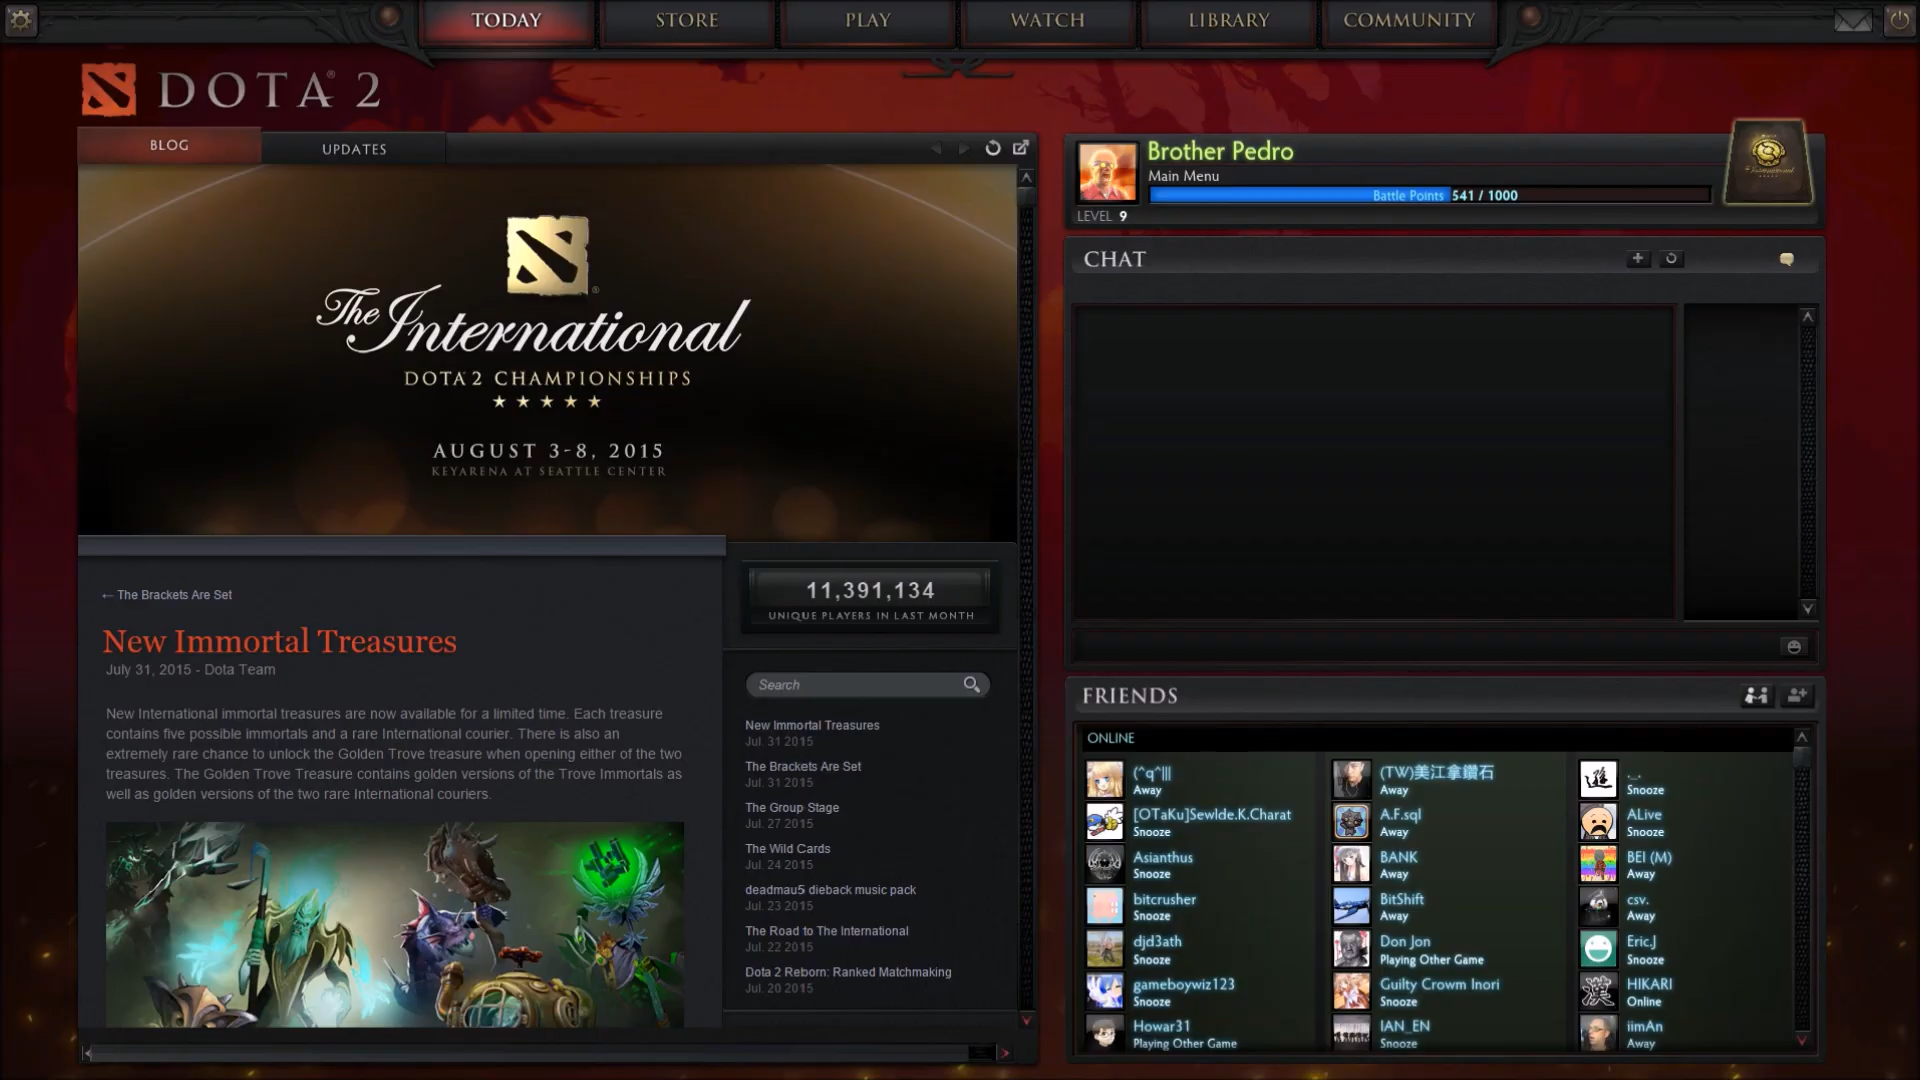 TODAY
STORE
PLAY
WATCH
LIBRARY
COMMUNITY
DOTA® 2
BLOG
UPDATES
The International
DOTA 2 CHAMPIONSHIPS
AUGUST 3-8, 2015
KEYARENA AT SEATTLE CENTER
← The Brackets Are Set
New Immortal Treasures
July 31, 2015 - Dota Team
New International immortal treasures are now available for a limited time. Each treasure
contains five possible immortals and a rare International courier. There is also an
extremely rare chance to unlock the Golden Trove treasure when opening either of the two
treasures. The Golden Trove Treasure contains golden versions of the Trove Immortals as
well as golden versions of the two rare International couriers.
11,391,134
UNIQUE PLAYERS IN LAST MONTH
Search
New Immortal Treasures
Jul. 31 2015
The Brackets Are Set
Jul. 31 2015
The Group Stage
Jul. 27 2015
The Wild Cards
Jul. 24 2015
deadmau5 dieback music pack
Jul. 23 2015
The Road to The International
Jul. 22 2015
Dota 2 Reborn: Ranked Matchmaking
Jul. 20 2015
Brother Pedro
Main Menu
Battle Points 541 / 1000
LEVEL 9
CHAT
FRIENDS
ONLINE
(^q^|||
Away
(TW)美江拿鑽石
Away
._.
Snooze
[OTaKu]Sewlde.K.Charat
Snooze
A.F.sql
Away
ALive
Snooze
Asianthus
Snooze
BANK
Away
BEI (M)
Away
bitcrusher
Snooze
BitShift
Away
csv.
Away
djd3ath
Snooze
Don Jon
Playing Other Game
Eric.J
Snooze
gameboywiz123
Snooze
Guilty Crowm Inori
Snooze
HIKARI
Online
Howar31
Playing Other Game
IAN_EN
Snooze
iimAn
Away